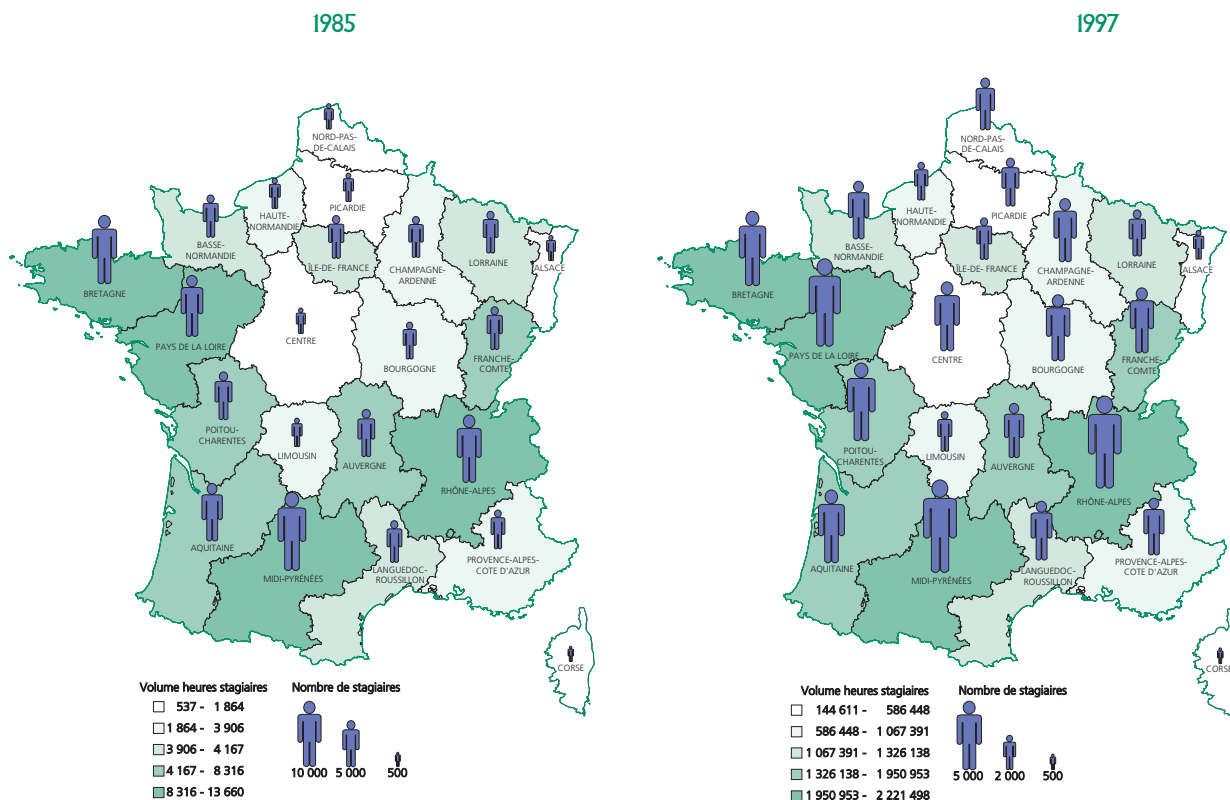 1985
NORD-PAS-
DE-CALAIS
PICARDIE
HAUTE-
NORMANDIE
BASSE-
NORMANDIE
ÎLE-DE- FRANCE
CHAMPAGNE-
ARDENNE
LORRAINE
ALSACE
BRETAGNE
PAYS DE LA LOIRE
CENTRE
BOURGOGNE
FRANCHE-
COMTE
POITOU-
CHARENTES
LIMOUSIN
AUVERGNE
RHÔNE-ALPES
AQUITAINE
MIDI-PYRÉNÉES
LANGUEDOC-
ROUSSILLON
PROVENCE-ALPES-
COTE D'AZUR
CORSE
Volume heures stagiaires
537 - 1 864
1 864 - 3 906
3 906 - 4 167
4 167 - 8 316
8 316 - 13 660
Nombre de stagiaires
10 000 5 000 500
1997
NORD-PAS-
DE-CALAIS
PICARDIE
HAUTE-
NORMANDIE
BASSE-
NORMANDIE
ÎLE-DE- FRANCE
CHAMPAGNE-
ARDENNE
LORRAINE
ALSACE
BRETAGNE
PAYS DE LA LOIRE
CENTRE
BOURGOGNE
FRANCHE-
COMTE
POITOU-
CHARENTES
LIMOUSIN
AUVERGNE
RHÔNE-ALPES
AQUITAINE
MIDI-PYRÉNÉES
LANGUEDOC-
ROUSSILLON
PROVENCE-ALPES-
COTE D'AZUR
CORSE
Volume heures stagiaires
144 611 - 586 448
586 448 - 1 067 391
1 067 391 - 1 326 138
1 326 138 - 1 950 953
1 950 953 - 2 221 498
Nombre de stagiaires
5 000 2 000 500